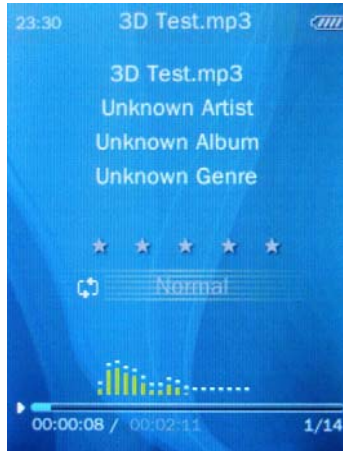 23:30 3D Test.mp3
3D Test.mp3
Unknown Artist
Unknown Album
Unknown Genre
Normal
00:00:08 / 00:02:11 1/14